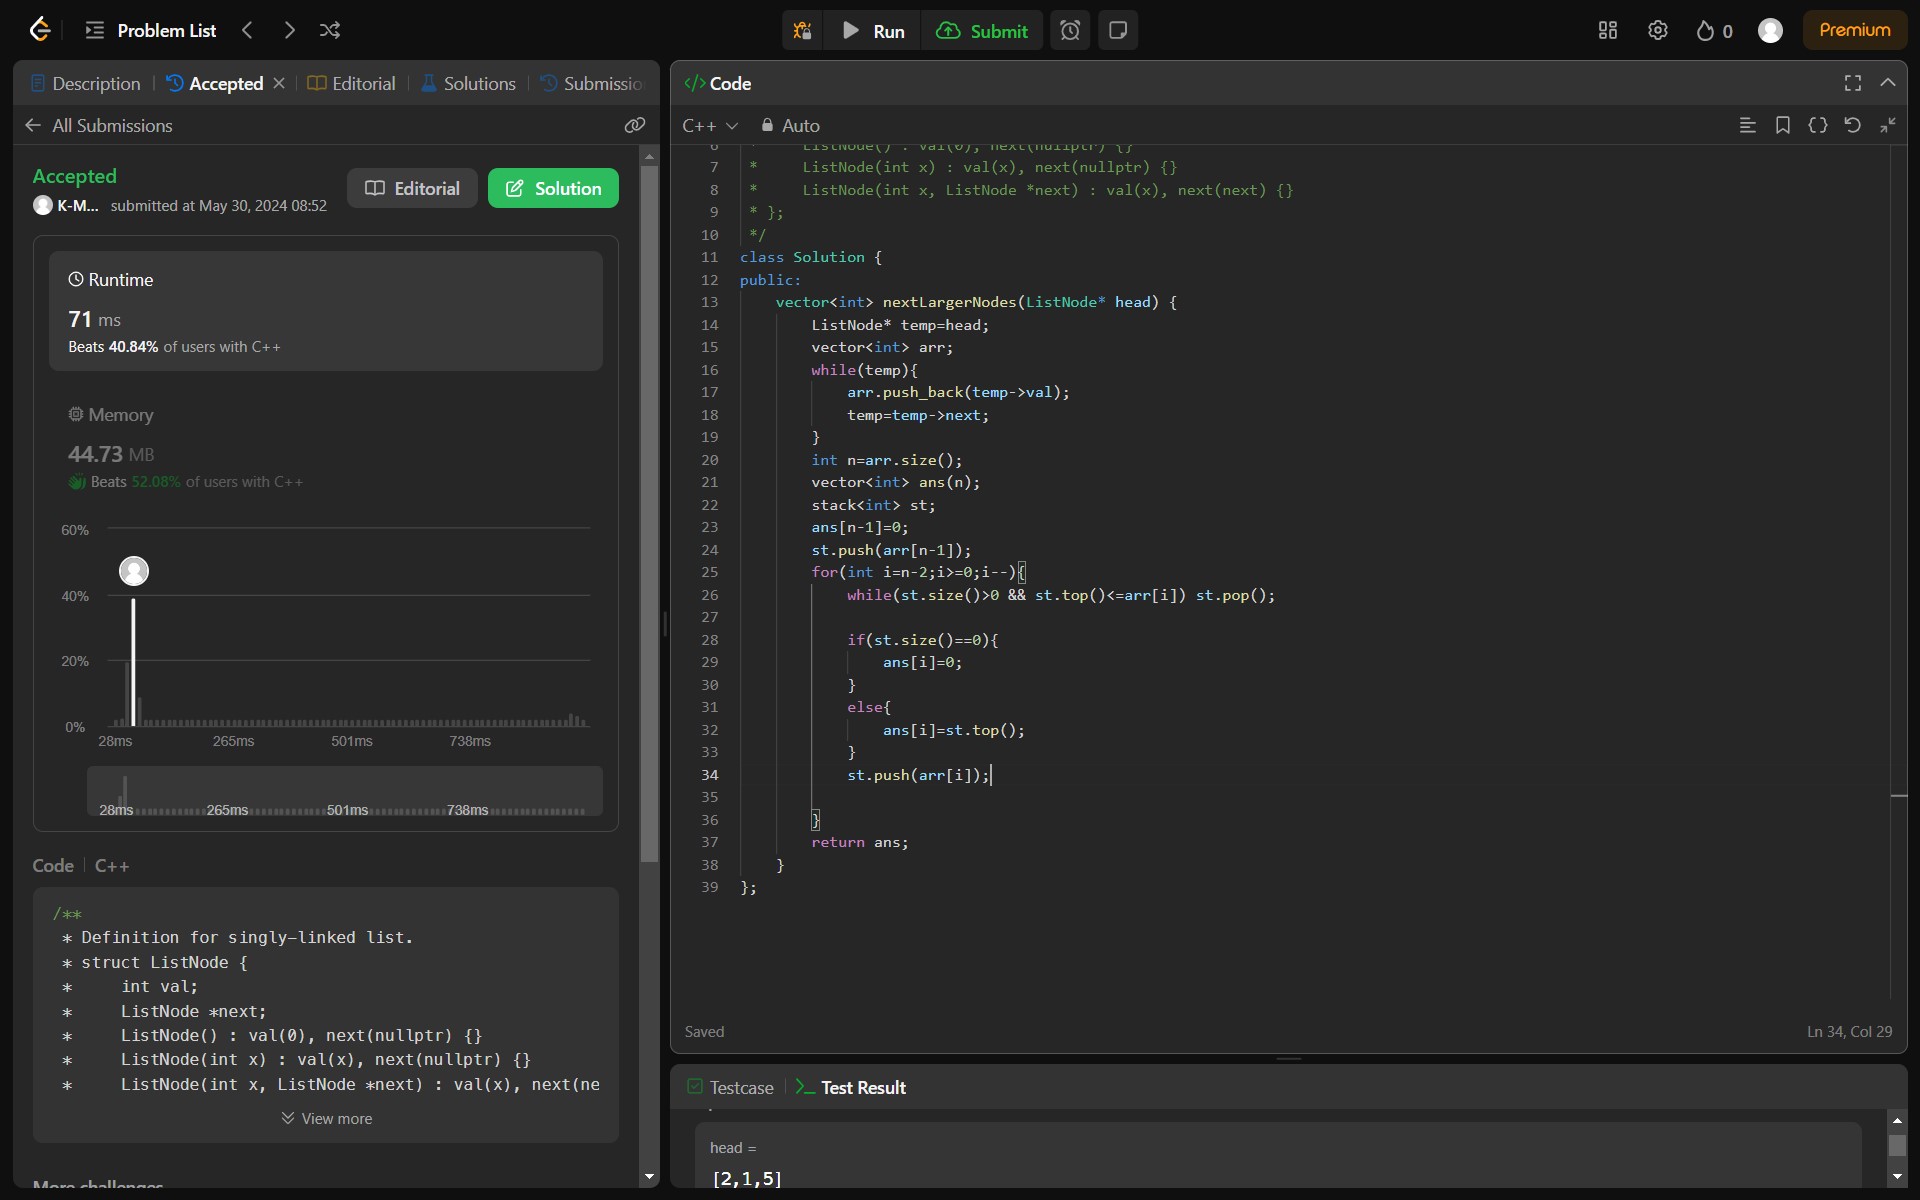 Problem List
Run
Submit
0
Premium
Description
Accepted
Editorial
Solutions
Submissio
All Submissions
Accepted
K-M... submitted at May 30, 2024 08:52
Editorial
Solution
Runtime
71 ms
Beats 40.84% of users with C++
Memory
44.73 MB
Beats 52.08% of users with C++
60%
40%
20%
0%
28ms 265ms 501ms 738ms
28ms 265ms 501ms 738ms
Code C++
/**
* Definition for singly-linked list.
* struct ListNode {
* int val;
* ListNode *next;
* ListNode() : val(0), next(nullptr) {}
* ListNode(int x) : val(x), next(nullptr) {}
* ListNode(int x, ListNode *next) : val(x), next(ne
View more
More challenges
</> Code
C++ Auto
6 * ListNode() : val(0), next(nullptr) {}
7 * ListNode(int x) : val(x), next(nullptr) {}
8 * ListNode(int x, ListNode *next) : val(x), next(next) {}
9 * };
10 */
11 class Solution {
12 public:
13 vector<int> nextLargerNodes(ListNode* head) {
14 ListNode* temp=head;
15 vector<int> arr;
16 while(temp){
17 arr.push_back(temp->val);
18 temp=temp->next;
19 }
20 int n=arr.size();
21 vector<int> ans(n);
22 stack<int> st;
23 ans[n-1]=0;
24 st.push(arr[n-1]);
25 for(int i=n-2;i>=0;i--){
26 while(st.size()>0 && st.top()<=arr[i]) st.pop();
27
28 if(st.size()==0){
29 ans[i]=0;
30 }
31 else{
32 ans[i]=st.top();
33 }
34 st.push(arr[i]);
35
36 }
37 return ans;
38 }
39 };
Saved
Ln 34, Col 29
Testcase
Test Result
head =
[2,1,5]